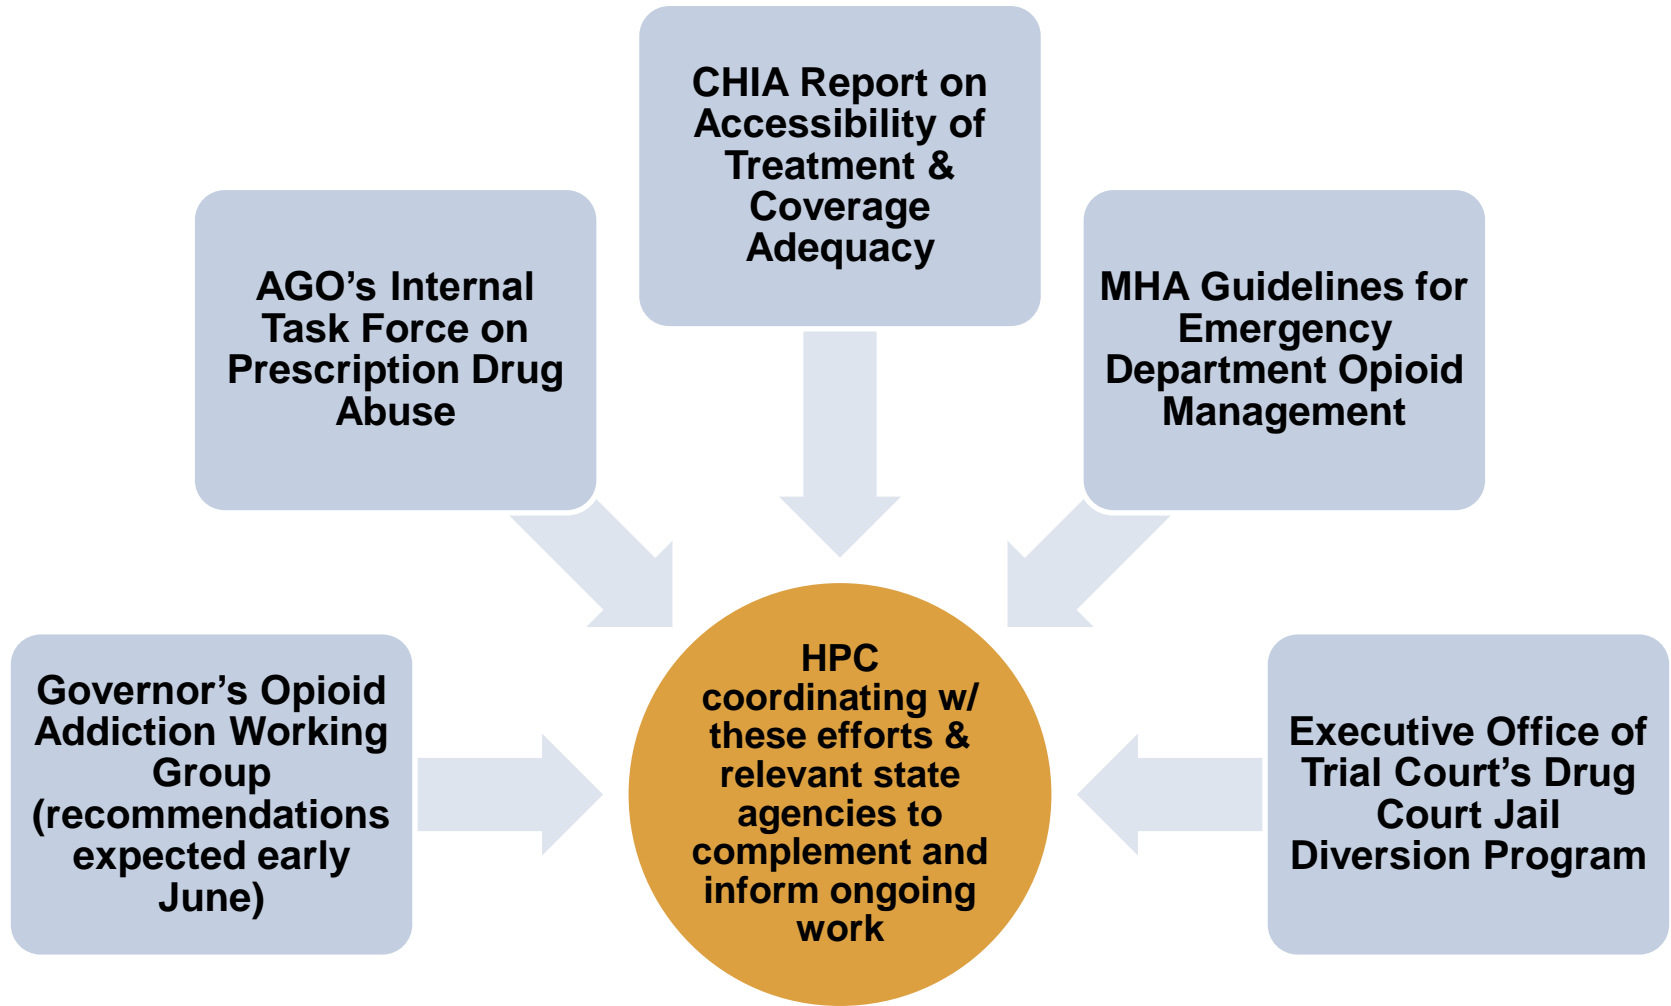 CHIA Report on
Accessibility of
Treatment &
Coverage
Adequacy
AGO’s Internal
Task Force on
Prescription Drug
Abuse
MHA Guidelines for
Emergency
Department Opioid
Management
Governor’s Opioid
Addiction Working
Group
(recommendations
expected early
June)
HPC
coordinating w/
these efforts &
relevant state
agencies to
complement and
inform ongoing
work
Executive Office of
Trial Court’s Drug
Court Jail
Diversion Program